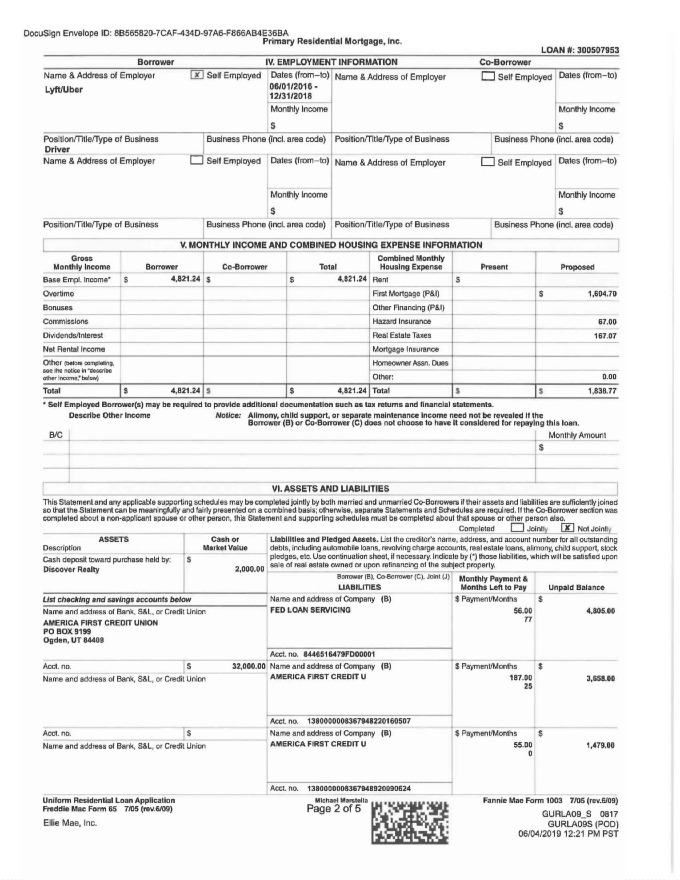 DocuSign Envelope ID: 8B565820-7CAF-434D-97A6-F866AB4E36BA
Primary Residential Mortgage, Inc.
LOAN #: 300507953
Borrower IV. EMPLOYMENT INFORMATION Co-Borrower
Name & Address of Employer X Self Employed Dates (from–to) Name & Address of Employer Self Employed Dates (from–to)
Lyft/Uber 06/01/2016 -
12/31/2018
Monthly Income Monthly Income
$ $
Position/Title/Type of Business Business Phone (incl. area code) Position/Title/Type of Business Business Phone (incl. area code)
Driver
Name & Address of Employer Self Employed Dates (from–to) Name & Address of Employer Self Employed Dates (from–to)
Monthly Income Monthly Income
$ $
Position/Title/Type of Business Business Phone (incl. area code) Position/Title/Type of Business Business Phone (incl. area code)
V. MONTHLY INCOME AND COMBINED HOUSING EXPENSE INFORMATION
Gross Monthly Income Borrower Co-Borrower Total Combined Monthly Housing Expense Present Proposed
Base Empl. Income* $ 4,821.24 $ $ 4,821.24 Rent $
Overtime First Mortgage (P&I) $ 1,604.70
Bonuses Other Financing (P&I)
Commissions Hazard Insurance 67.00
Dividends/Interest Real Estate Taxes 167.07
Net Rental Income Mortgage Insurance
Other (before completing, Homeowner Assn. Dues
see the notice in "describe
other income," below) Other: 0.00
Total $ 4,821.24 $ $ 4,821.24 Total $ $ 1,838.77
* Self Employed Borrower(s) may be required to provide additional documentation such as tax returns and financial statements.
Describe Other Income Notice: Alimony, child support, or separate maintenance income need not be revealed if the
Borrower (B) or Co-Borrower (C) does not choose to have it considered for repaying this loan.
B/C Monthly Amount
$
VI. ASSETS AND LIABILITIES
This Statement and any applicable supporting schedules may be completed jointly by both married and unmarried Co-Borrowers if their assets and liabilities are sufficiently joined
so that the Statement can be meaningfully and fairly presented on a combined basis; otherwise, separate Statements and Schedules are required. If the Co-Borrower section was
completed about a non-applicant spouse or other person, this Statement and supporting schedules must be completed about that spouse or other person also.
Completed Jointly X Not Jointly
ASSETS Cash or Liabilities and Pledged Assets. List the creditor's name, address, and account number for all outstanding
Description Market Value debts, including automobile loans, revolving charge accounts, real estate loans, alimony, child support, stock
Cash deposit toward purchase held by: $ pledges, etc. Use continuation sheet, if necessary. Indicate by (*) those liabilities, which will be satisfied upon
Discover Realty 2,000.00 sale of real estate owned or upon refinancing of the subject property.
Borrower (B), Co-Borrower (C), Joint (J) Monthly Payment &
LIABILITIES Months Left to Pay Unpaid Balance
List checking and savings accounts below Name and address of Company (B) $ Payment/Months $
Name and address of Bank, S&L, or Credit Union FED LOAN SERVICING 56.00 4,805.00
AMERICA FIRST CREDIT UNION 77
PO BOX 9199
Ogden, UT 84409
Acct. no. 8446516479FD00001
Acct. no. $ 32,000.00 Name and address of Company (B) $ Payment/Months $
Name and address of Bank, S&L, or Credit Union AMERICA FIRST CREDIT U 187.00 3,658.00
25
Acct. no. 1380000008367948220160507
Acct. no. $ Name and address of Company (B) $ Payment/Months $
Name and address of Bank, S&L, or Credit Union AMERICA FIRST CREDIT U 55.00 1,479.00
0
Acct. no. 1380000008367948920090624
Uniform Residential Loan Application Michael Marstella Fannie Mae Form 1003 7/05 (rev.6/09)
Freddie Mac Form 65 7/05 (rev.6/09) Page 2 of 5
GURLA09_S 0817
Ellie Mae, Inc. GURLA09S (POD)
06/04/2019 12:21 PM PST